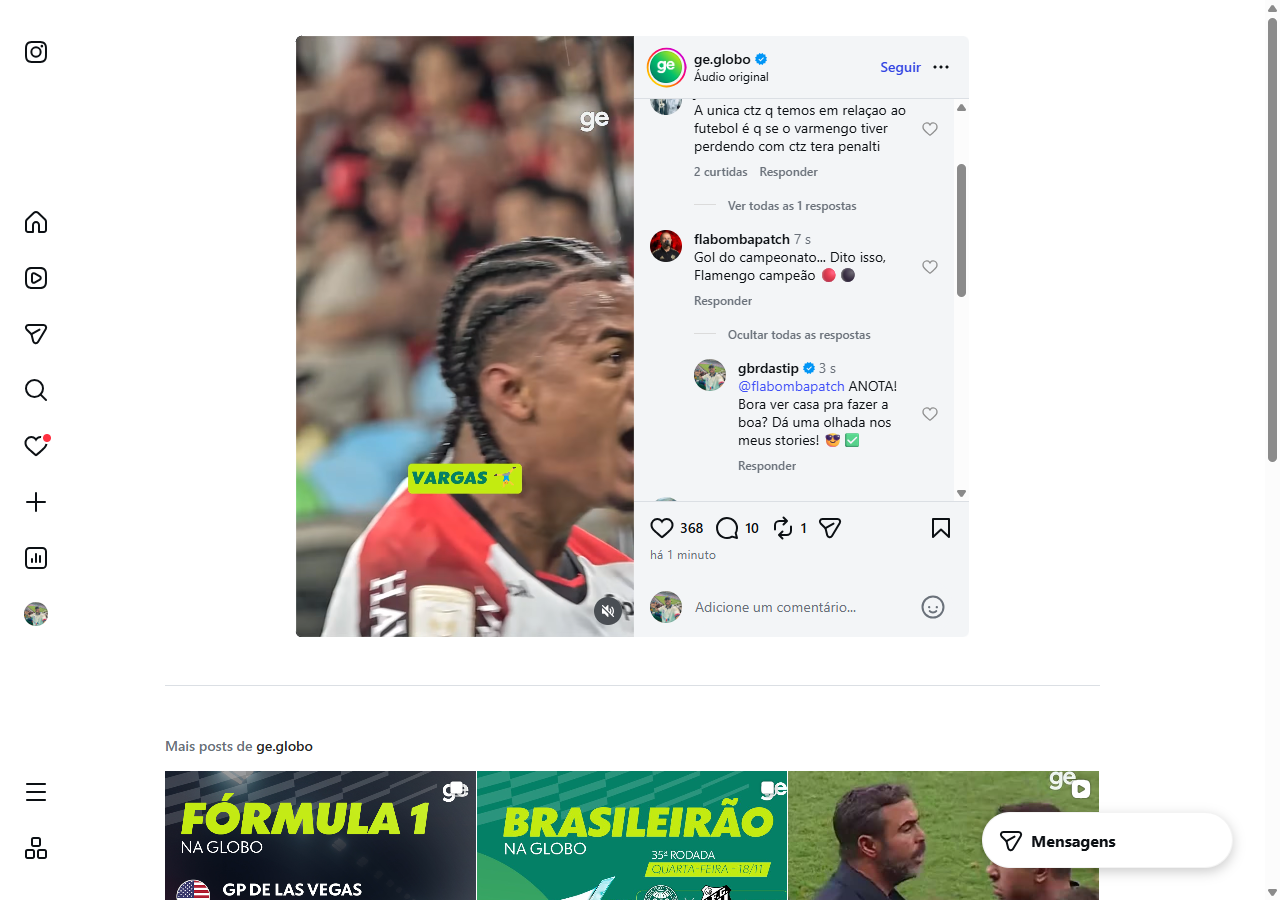 ge
ge
ge.globo
Áudio original
Seguir
A unica ctz q temos em relaçao ao
futebol é q se o varmengo tiver
perdendo com ctz tera penalti
2 curtidas Responder
Ver todas as 1 respostas
flabombapatch 7 s
Gol do campeonato... Dito isso,
Flamengo campeão 🔴 ⚫
Responder
Ocultar todas as respostas
gbrdastip 3 s
@flabombapatch ANOTA!
Bora ver casa pra fazer a
boa? Dá uma olhada nos
meus stories! 😎 ✅
Responder
VARGAS
368 10 1
há 1 minuto
Adicione um comentário...
Mais posts de ge.globo
FÓRMULA 1
NA GLOBO
GP DE LAS VEGAS
BRASILEIRÃO
NA GLOBO
35ª RODADA
QUARTA-FEIRA - 18/11
ge
Mensagens